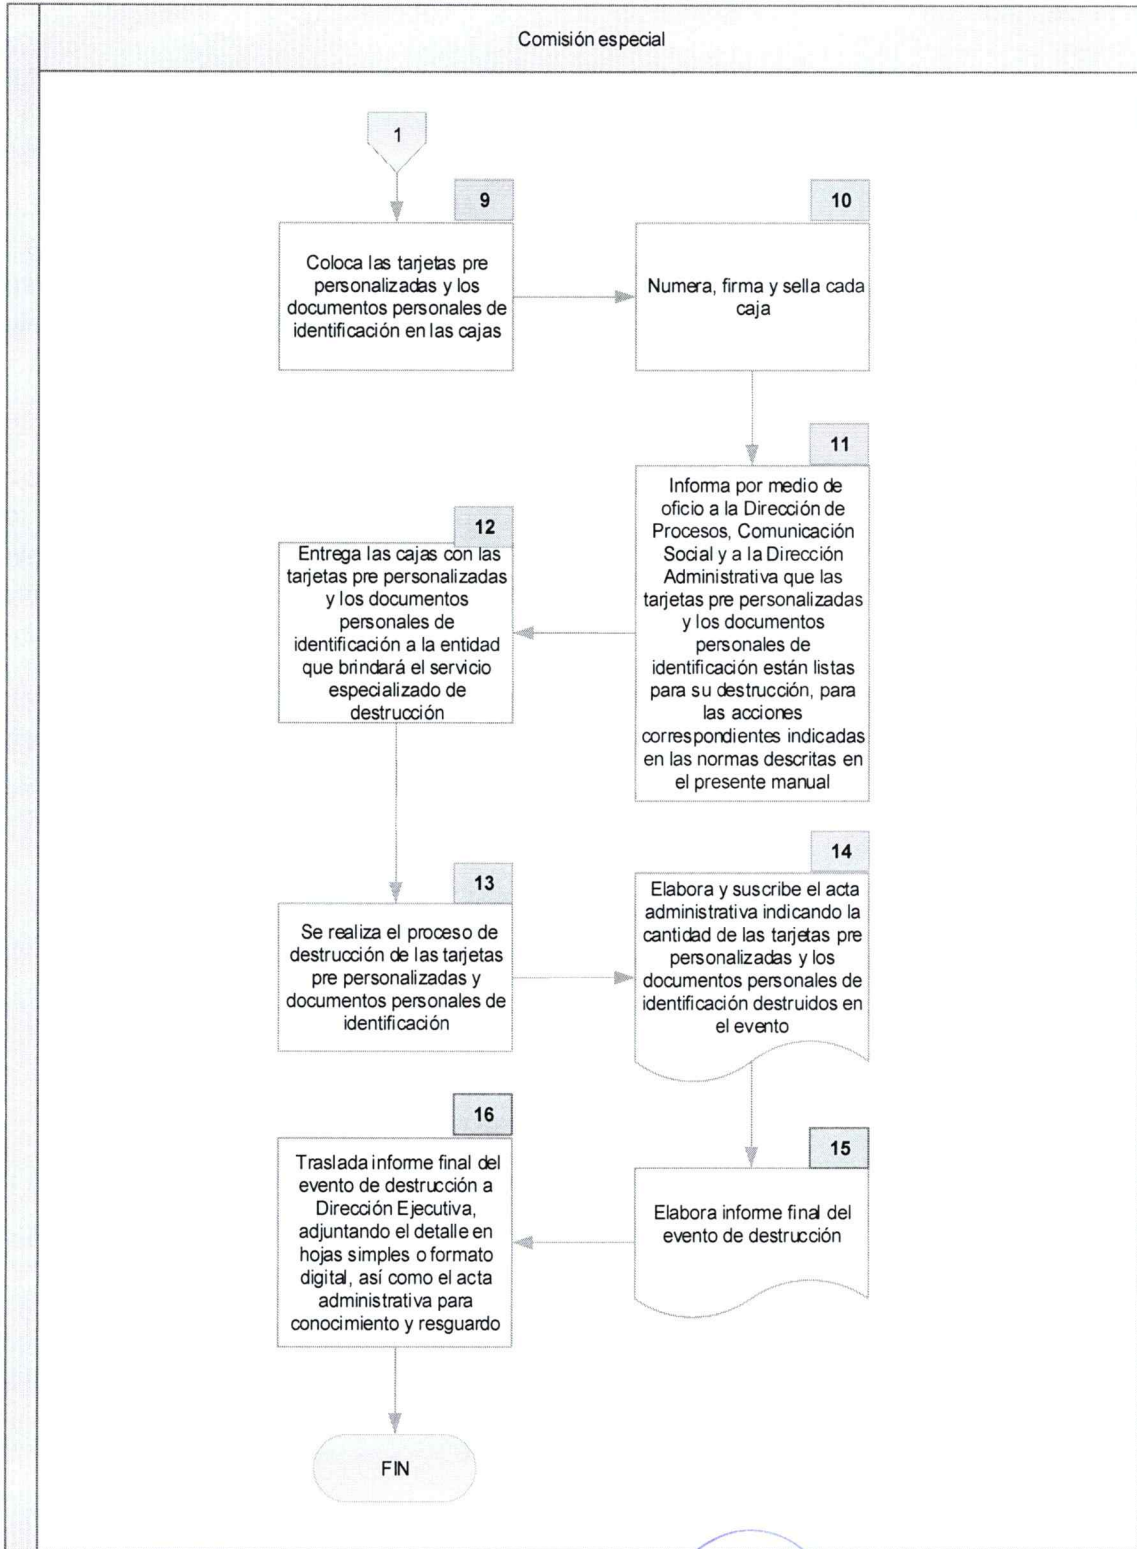 Comisión especial
1
9
Coloca las tarjetas pre
personalizadas y los
documentos personales de
identificación en las cajas
10
Numera, firma y sella cada
caja
11
Informa por medio de
oficio a la Dirección de
Procesos, Comunicación
Social y a la Dirección
Administrativa que las
tarjetas pre personalizadas
y los documentos
personales de
identificación están listas
para su destrucción, para
las acciones
correspondientes indicadas
en las normas descritas en
el presente manual
12
Entrega las cajas con las
tarjetas pre personalizadas
y los documentos
personales de
identificación a la entidad
que brindará el servicio
especializado de
destrucción
13
Se realiza el proceso de
destrucción de las tarjetas
pre personalizadas y
documentos personales de
identificación
14
Elabora y suscribe el acta
administrativa indicando la
cantidad de las tarjetas pre
personalizadas y los
documentos personales de
identificación destruidos en
el evento
15
Elabora informe final del
evento de destrucción
16
Traslada informe final del
evento de destrucción a
Dirección Ejecutiva,
adjuntando el detalle en
hojas simples o formato
digital, así como el acta
administrativa para
conocimiento y resguardo
FIN